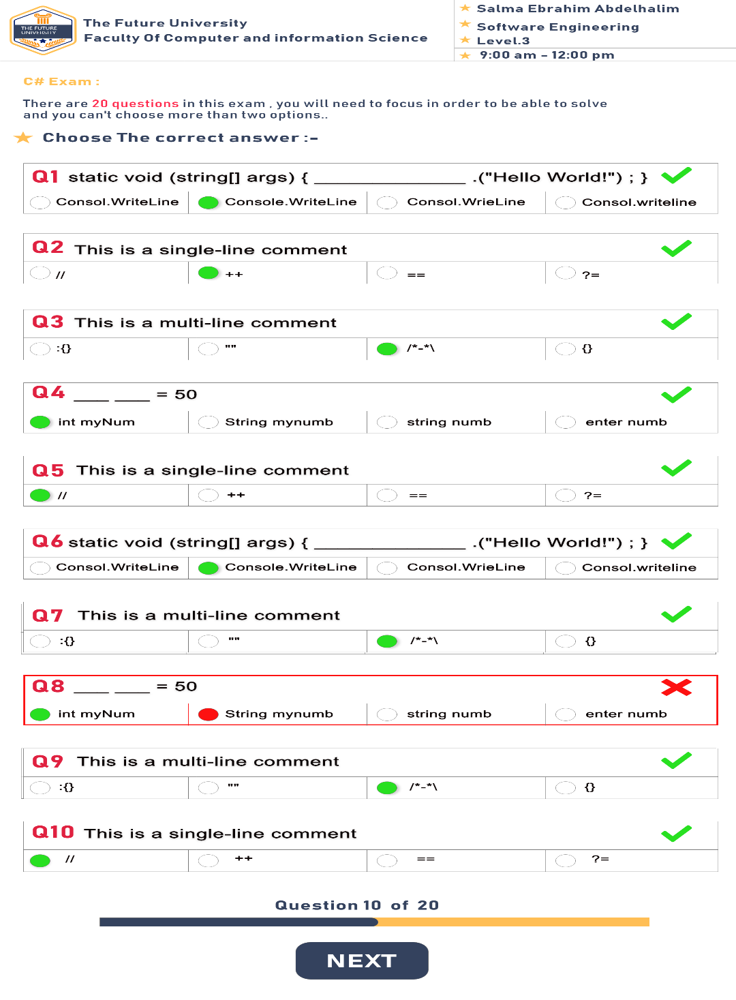 THE FUTURE
UNIVERSITY
The Future University
Faculty Of Computer and information Science
Salma Ebrahim Abdelhalim
Software Engineering
Level.3
9:00 am - 12:00 pm
C# Exam :
There are 20 questions in this exam , you will need to focus in order to be able to solve
and you can't choose more than two options..
Choose The correct answer :-
Q1 static void (string[] args) { ________________ .("Hello World!") ; }
Consol.WriteLine Console.WriteLine Consol.WrieLine Consol.writeline
Q2 This is a single-line comment
// ++ == ?=
Q3 This is a multi-line comment
:{} "" /*-*\ {}
Q4 ____ ____ = 50
int myNum String mynumb string numb enter numb
Q5 This is a single-line comment
// ++ == ?=
Q6 static void (string[] args) { ________________ .("Hello World!") ; }
Consol.WriteLine Console.WriteLine Consol.WrieLine Consol.writeline
Q7 This is a multi-line comment
:{} "" /*-*\ {}
Q8 ____ ____ = 50
int myNum String mynumb string numb enter numb
Q9 This is a multi-line comment
:{} "" /*-*\ {}
Q10 This is a single-line comment
// ++ == ?=
Question 10 of 20
NEXT